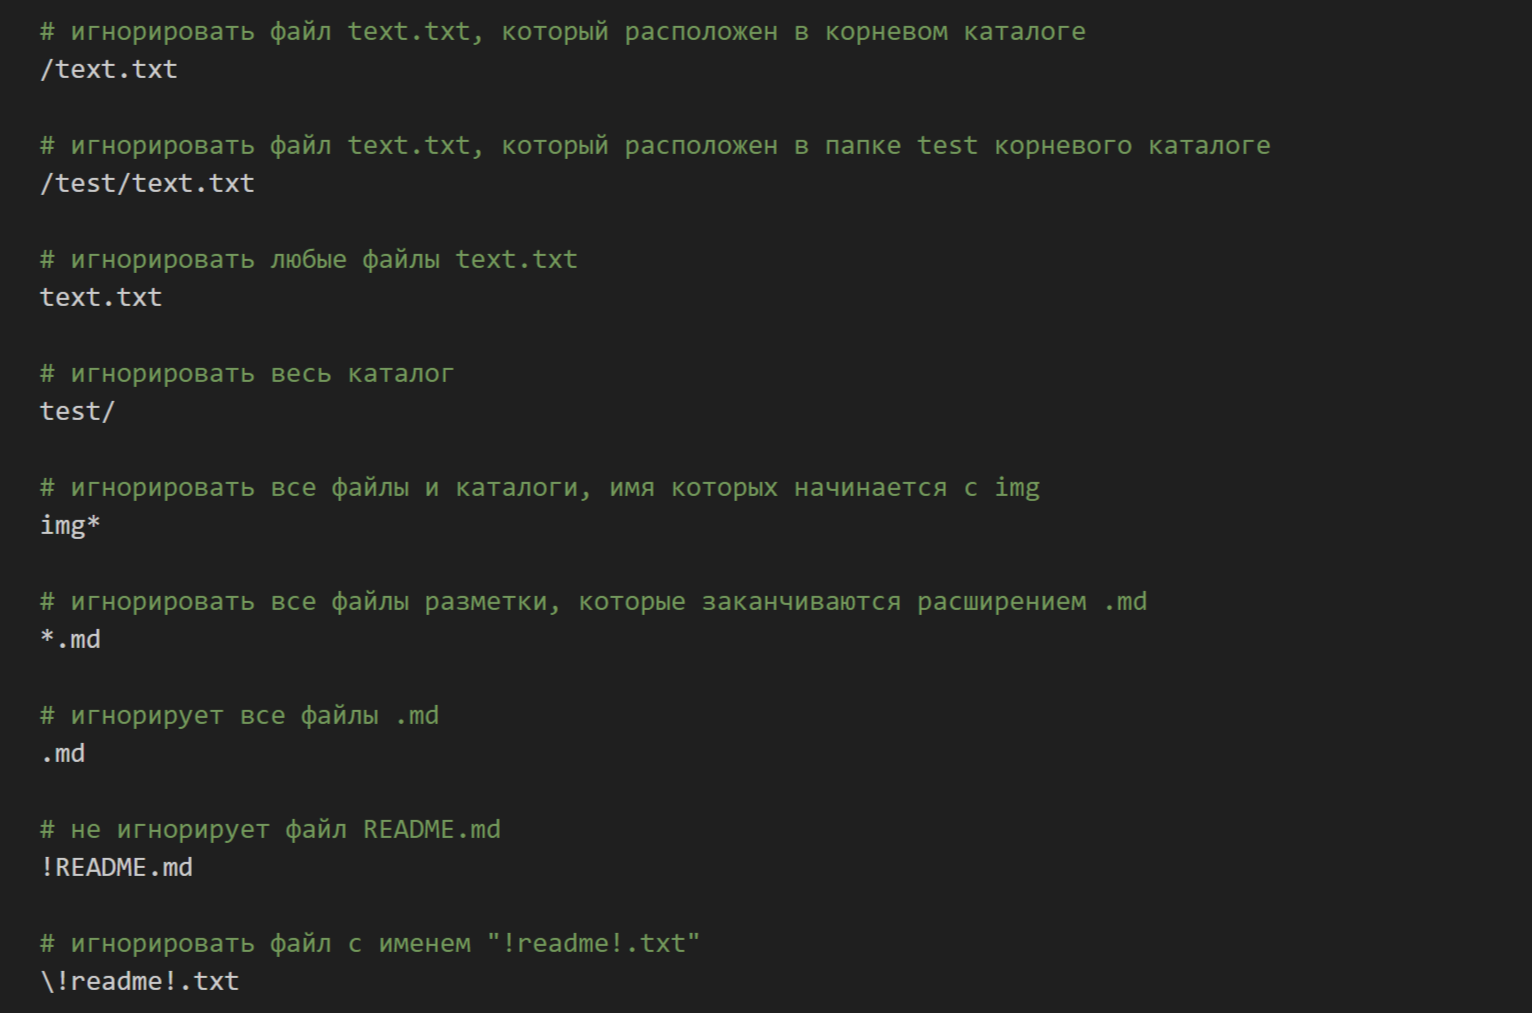 # игнорировать файл text.txt, который расположен в корневом каталоге
/text.txt
# игнорировать файл text.txt, который расположен в папке test корневого каталоге
/test/text.txt
# игнорировать любые файлы text.txt
text.txt
# игнорировать весь каталог
test/
# игнорировать все файлы и каталоги, имя которых начинается с img
img*
# игнорировать все файлы разметки, которые заканчиваются расширением .md
*.md
# игнорирует все файлы .md
.md
# не игнорирует файл README.md
!README.md
# игнорировать файл с именем "!readme!.txt"
\!readme!.txt